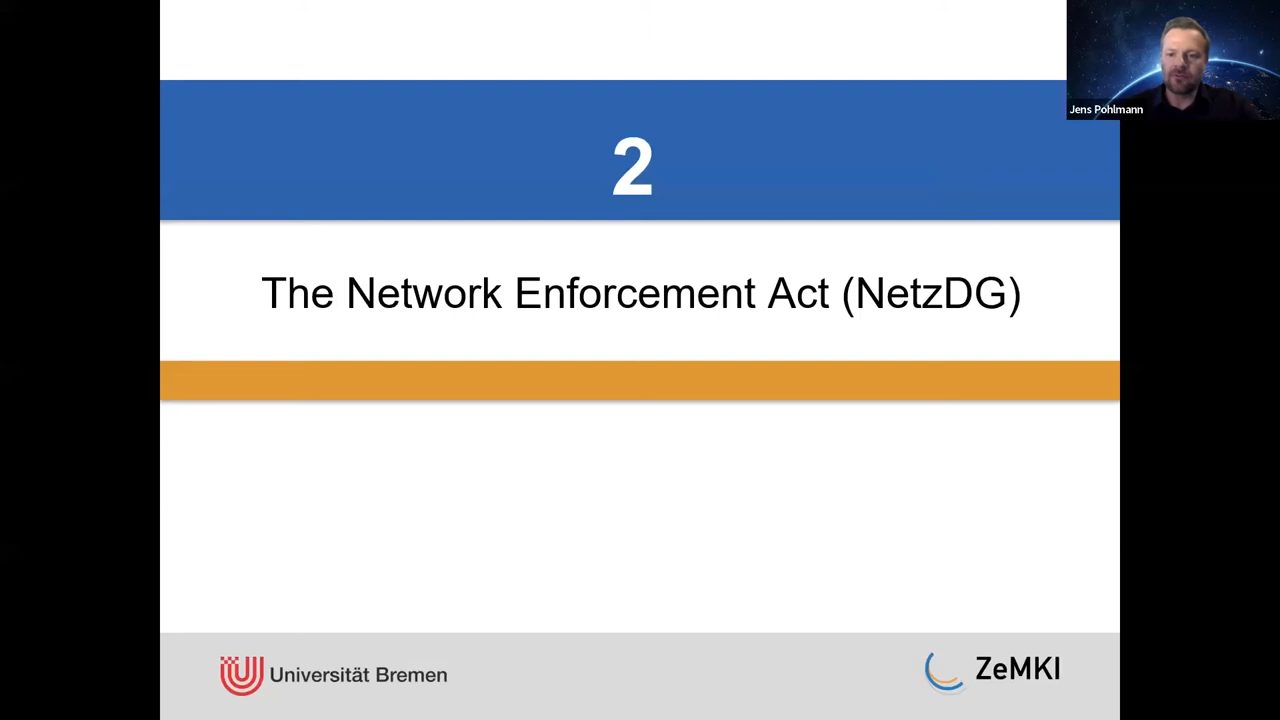 Jens Pohlmann
2
The Network Enforcement Act (NetzDG)
Universität Bremen
ZeMKI